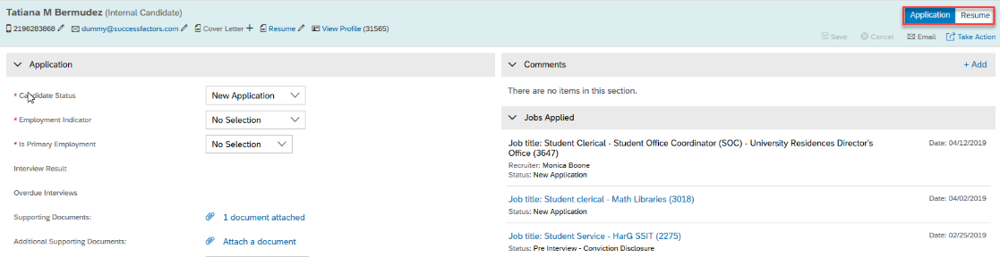 Tatiana M Bermudez (Internal Candidate)
Application Resume
2196283868 dummy@successfactors.com Cover Letter + Resume View Profile (31565)
Save Cancel Email Take Action
Application
* Candidate Status New Application
* Employment Indicator No Selection
* Is Primary Employment No Selection
Interview Result
Overdue Interviews
Supporting Documents: 1 document attached
Additional Supporting Documents: Attach a document
Comments + Add
There are no items in this section.
Jobs Applied
Job title: Student Clerical - Student Office Coordinator (SOC) - University Residences Director's Date: 04/12/2019
Office (3647)
Recruiter: Monica Boone
Status: New Application
Job title: Student clerical - Math Libraries (3018) Date: 04/02/2019
Status: New Application
Job title: Student Service - HarG SSIT (2275) Date: 02/25/2019
Status: Pre Interview - Conviction Disclosure